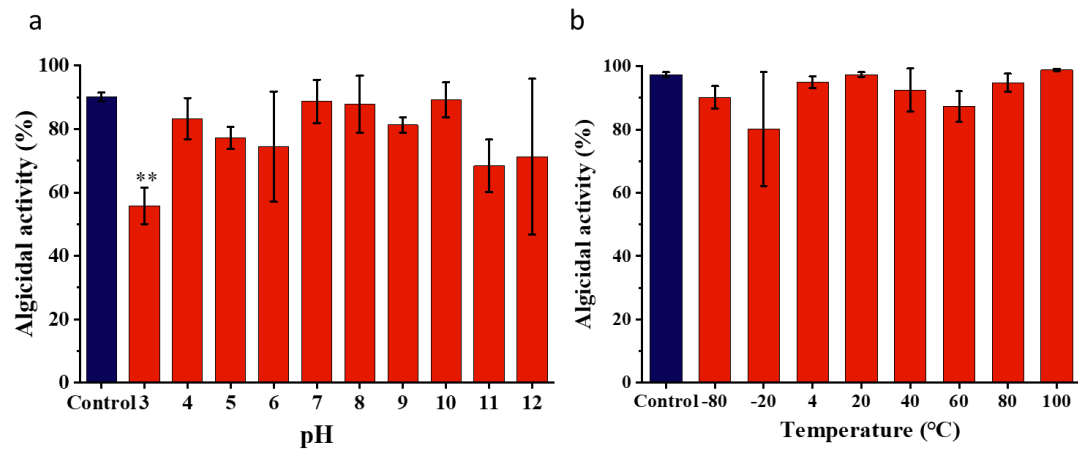 a
100
80
60
40
20
0
Algicidal activity (%)
**
Control 3 4 5 6 7 8 9 10 11 12
pH
b
100
80
60
40
20
0
Algicidal activity (%)
Control -80 -20 4 20 40 60 80 100
Temperature (℃)